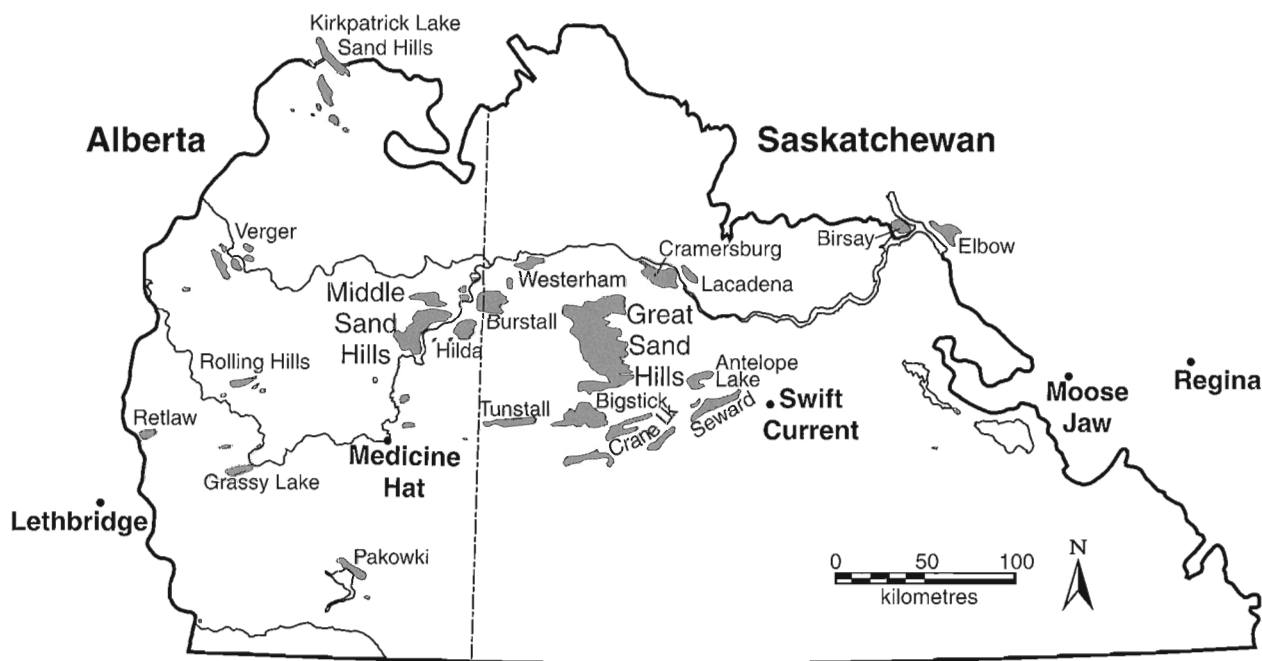 Kirkpatrick Lake
Sand Hills
Alberta
Saskatchewan
Verger
Birsay
Elbow
Cramersburg
Westerham
Lacadena
Middle
Sand
Hills
Burstall
Hilda
Great
Sand
Hills
Rolling Hills
Antelope
Lake
Regina
Moose
Jaw
Retlaw
Tunstall
Bigstick
Crane Lk
Seward
Swift
Current
Medicine
Hat
Grassy Lake
Lethbridge
Pakowki
0 50 100
kilometres
N